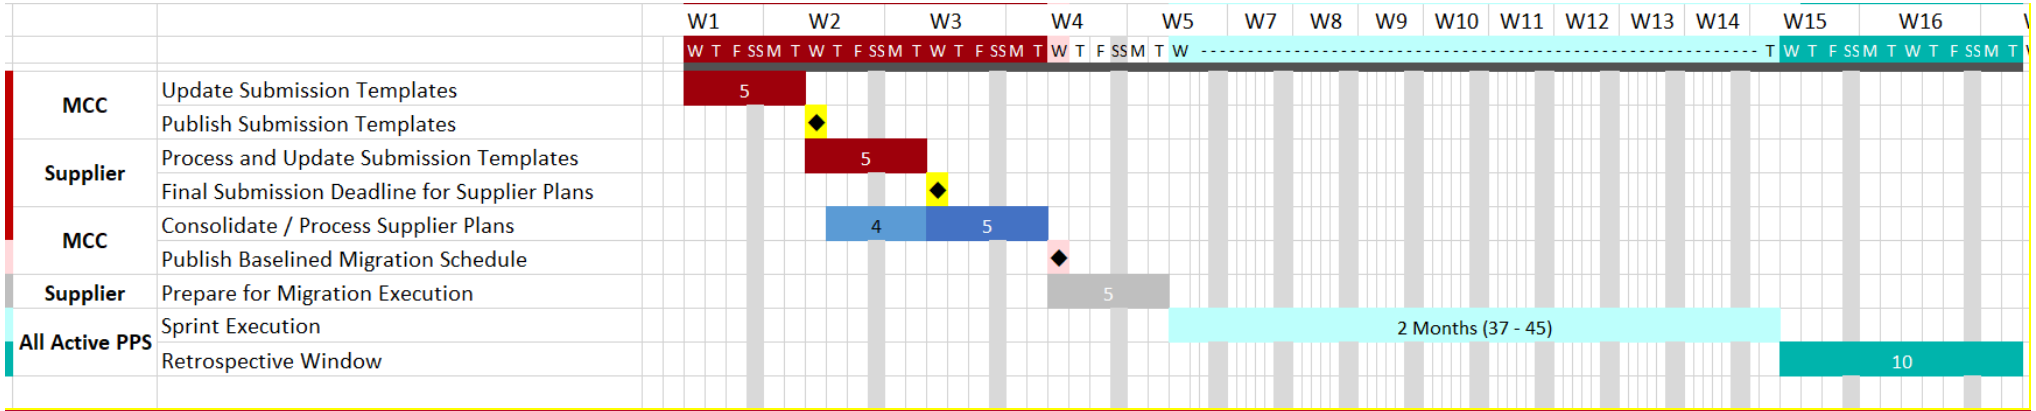 W1 W2 W3 W4 W5 W7 W8 W9 W10 W11 W12 W13 W14 W15 W16
W T F SS M T W T F SS M T W T F SS M T W T F SS M T W - - - - - - - - - - - - - - - - - - - - - - - - - - - - - - - - - - - - - - - - - - - - - - - - - - - - - - - - - - - - T W T F SS M T W T F SS M T
MCC
Update Submission Templates 5
Publish Submission Templates
Supplier
Process and Update Submission Templates 5
Final Submission Deadline for Supplier Plans
MCC
Consolidate / Process Supplier Plans 4 5
Publish Baselined Migration Schedule
Supplier Prepare for Migration Execution 5
All Active PPS
Sprint Execution 2 Months (37 - 45)
Retrospective Window 10